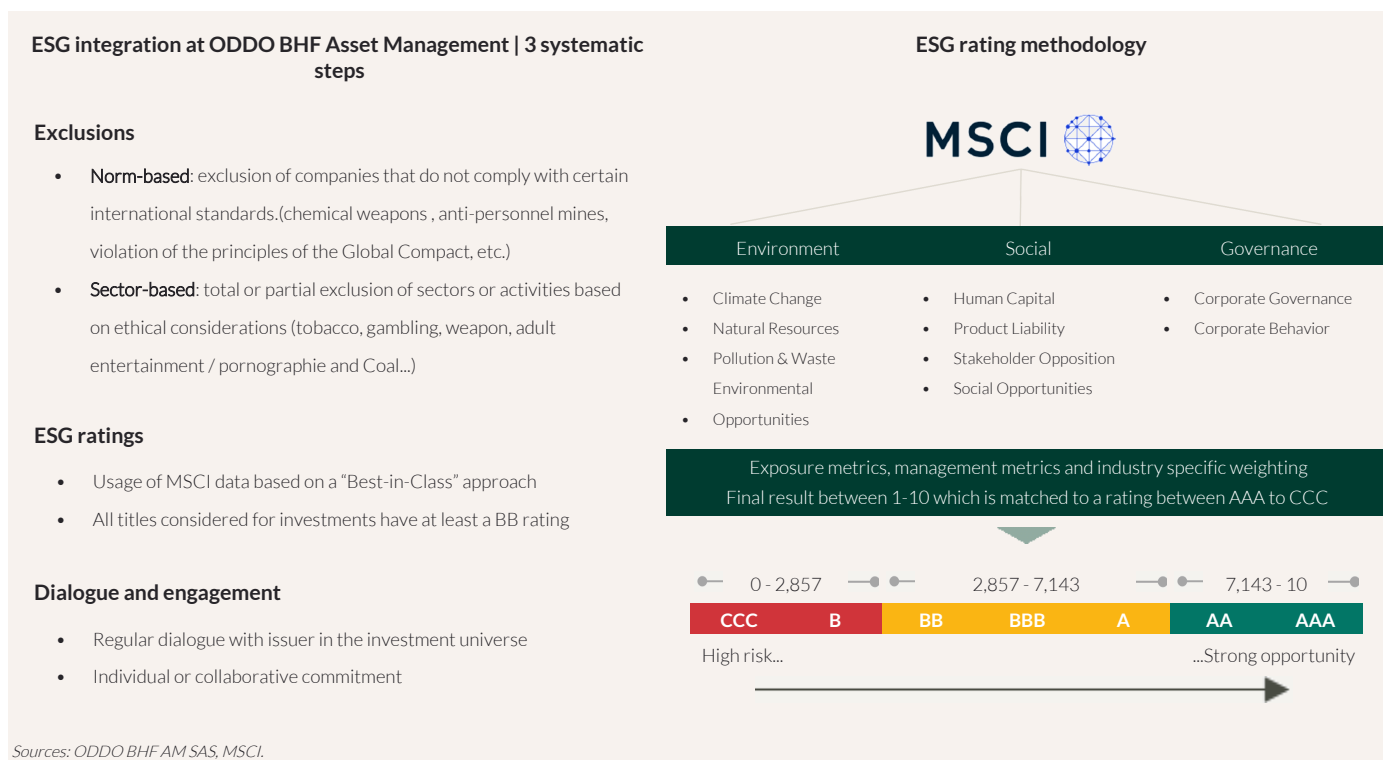 ESG integration at ODDO BHF Asset Management | 3 systematic
steps
Exclusions
• Norm-based: exclusion of companies that do not comply with certain
international standards.(chemical weapons , anti-personnel mines,
violation of the principles of the Global Compact, etc.)
• Sector-based: total or partial exclusion of sectors or activities based
on ethical considerations (tobacco, gambling, weapon, adult
entertainment / pornographie and Coal...)
ESG ratings
• Usage of MSCI data based on a “Best-in-Class” approach
• All titles considered for investments have at least a BB rating
Dialogue and engagement
• Regular dialogue with issuer in the investment universe
• Individual or collaborative commitment
Sources: ODDO BHF AM SAS, MSCI.
ESG rating methodology
MSCI
Environment Social Governance
• Climate Change
• Natural Resources
• Pollution & Waste
Environmental
• Opportunities
• Human Capital
• Product Liability
• Stakeholder Opposition
• Social Opportunities
• Corporate Governance
• Corporate Behavior
Exposure metrics, management metrics and industry specific weighting
Final result between 1-10 which is matched to a rating between AAA to CCC
0 - 2,857 2,857 - 7,143 7,143 - 10
CCC B BB BBB A AA AAA
High risk... ...Strong opportunity